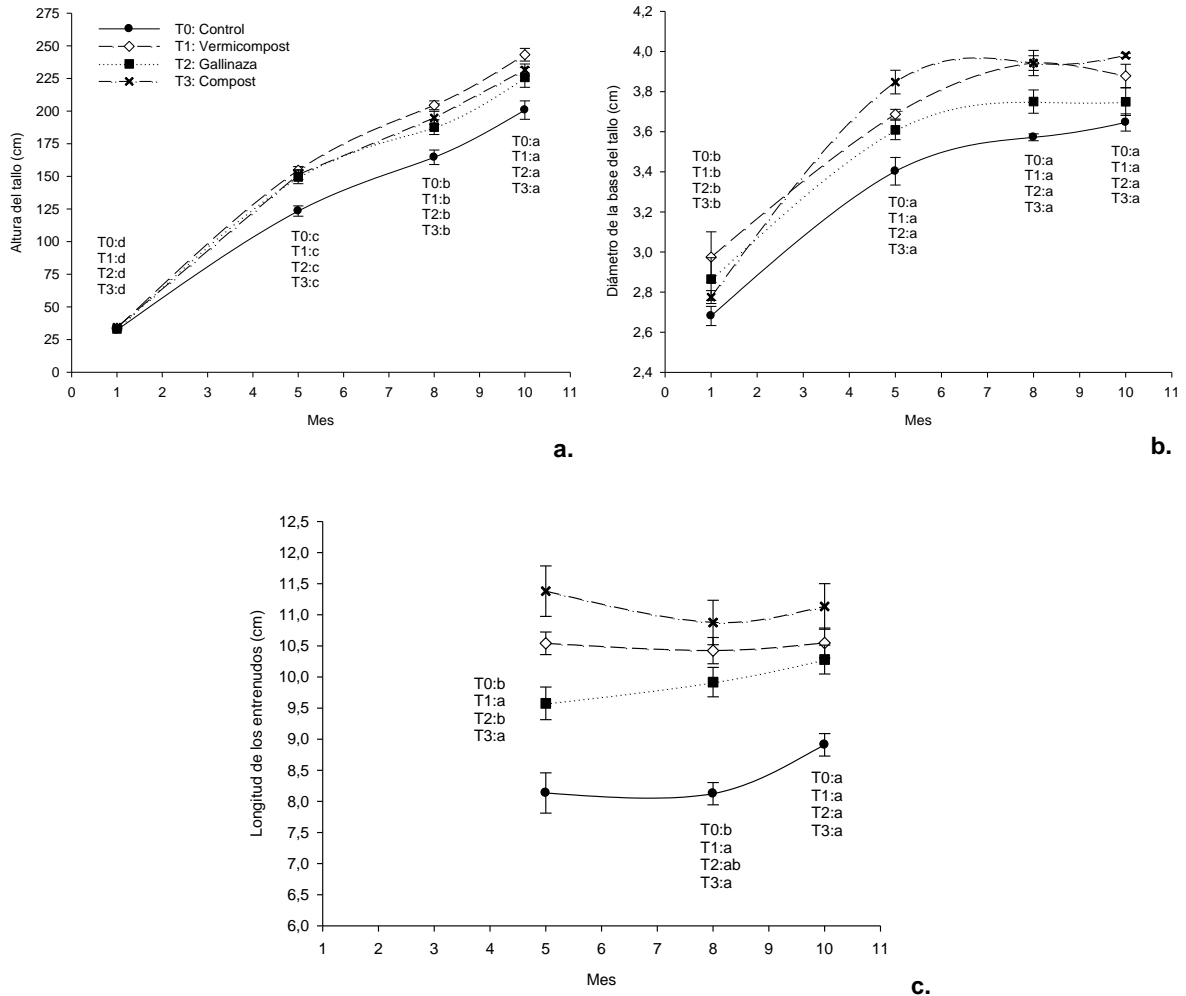 275
250
225
200
175
150
125
100
75
50
25
0
Altura del tallo (cm)
T0: Control
T1: Vermicompost
T2: Gallinaza
T3: Compost
T0:d
T1:d
T2:d
T3:d
T0:c
T1:c
T2:c
T3:c
T0:b
T1:b
T2:b
T3:b
T0:a
T1:a
T2:a
T3:a
0 1 2 3 4 5 6 7 8 9 10 11
Mes
a.
4,2
4,0
3,8
3,6
3,4
3,2
3,0
2,8
2,6
2,4
Diámetro de la base del tallo (cm)
T0:b
T1:b
T2:b
T3:b
T0:a
T1:a
T2:a
T3:a
T0:a
T1:a
T2:a
T3:a
T0:a
T1:a
T2:a
T3:a
0 1 2 3 4 5 6 7 8 9 10 11
Mes
b.
12,5
12,0
11,5
11,0
10,5
10,0
9,5
9,0
8,5
8,0
7,5
7,0
6,5
6,0
Longitud de los entrenudos (cm)
T0:b
T1:a
T2:b
T3:a
T0:b
T1:a
T2:ab
T3:a
T0:a
T1:a
T2:a
T3:a
1 1 2 3 4 5 6 7 8 9 10 11
Mes
c.